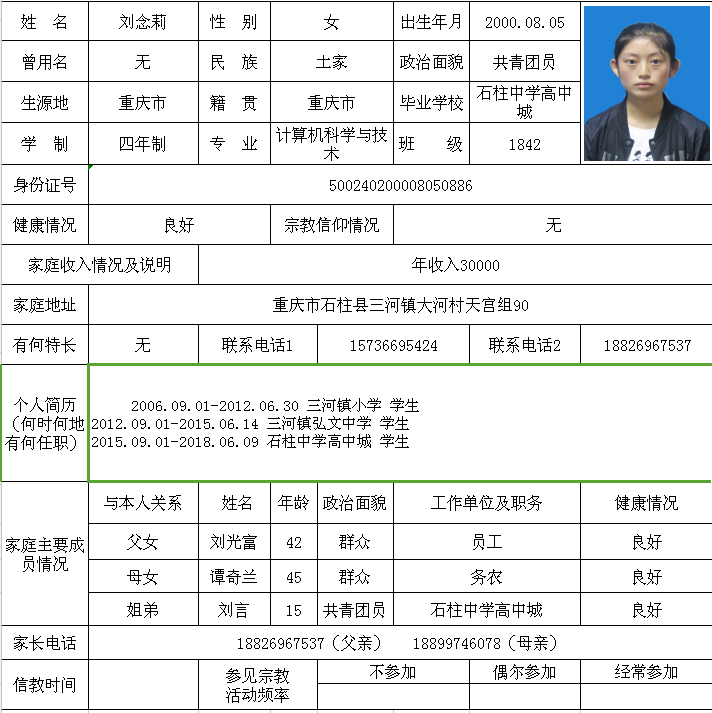 姓 名 刘念莉 性 别 女 出生年月 2000.08.05
曾用名 无 民 族 土家 政治面貌 共青团员
生源地 重庆市 籍 贯 重庆市 毕业学校 石柱中学高中
城
学 制 四年制 专 业 计算机科学与技
术 班 级 1842
身份证号 500240200008050886
健康情况 良好 宗教信仰情况 无
家庭收入情况及说明 年收入30000
家庭地址 重庆市石柱县三河镇大河村天宫组90
有何特长 无 联系电话1 15736695424 联系电话2 18826967537
个人简历
（何时何地
有何任职）
2006.09.01-2012.06.30 三河镇小学 学生
2012.09.01-2015.06.14 三河镇弘文中学 学生
2015.09.01-2018.06.09 石柱中学高中城 学生
家庭主要成
员情况
与本人关系 姓名 年龄 政治面貌 工作单位及职务 健康情况
父女 刘光富 42 群众 员工 良好
母女 谭奇兰 45 群众 务农 良好
姐弟 刘言 15 共青团员 石柱中学高中城 良好
家长电话 18826967537（父亲） 18899746078（母亲）
信教时间 参见宗教
活动频率 不参加 偶尔参加 经常参加